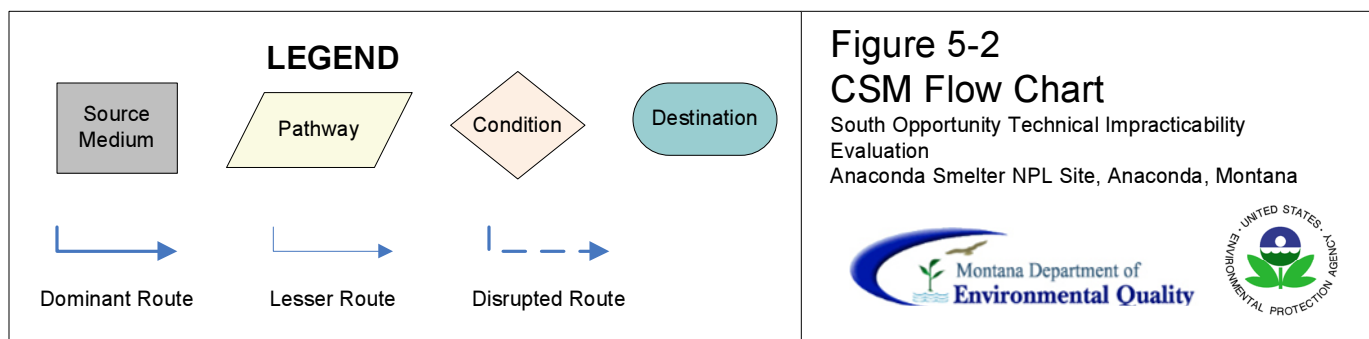 LEGEND
Source
Medium
Pathway
Condition
Destination
Dominant Route
Lesser Route
Disrupted Route
Figure 5-2
CSM Flow Chart
South Opportunity Technical Impracticability
Evaluation
Anaconda Smelter NPL Site, Anaconda, Montana
Montana Department of
Environmental Quality
UNITED STATES
ENVIRONMENTAL PROTECTION AGENCY